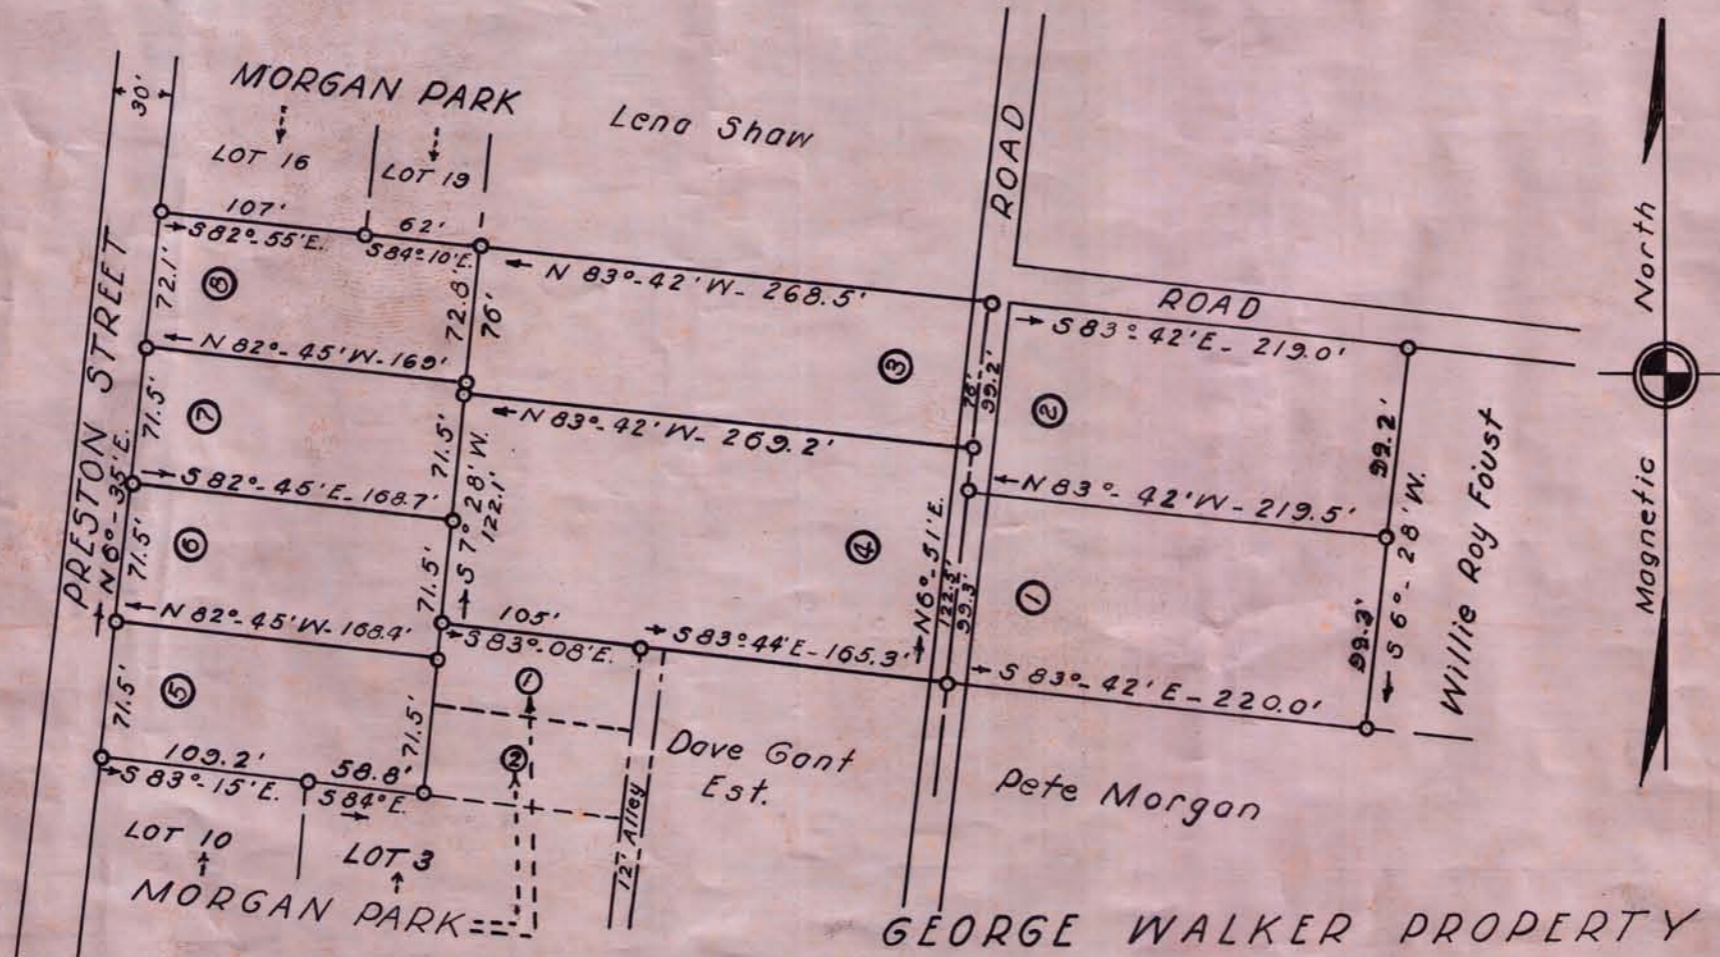 MORGAN PARK
30'
LOT 16
LOT 19
Lena Shaw
ROAD
North
Magnetic
107'
S 82°-55'E.
62'
S 84°-10'E.
N 83°-42'W- 268.5'
ROAD
S 83°-42'E- 219.0'
PRESTON STREET
N 6°-35'E.
72.1'
8
72.8'
76'
3
76'
99.2'
2
99.2'
N 82°-45'W-169'
71.5'
7
71.5'
N 83°-42'W- 269.2'
S 82°-45'E-168.7'
S 7°-28'W.
122.1'
N 83°-42'W- 219.5'
71.5'
6
71.5'
4
N 6°-51'E.
122.5'
99.3'
1
99.3'
S 6°-28'W.
Willie Roy Foust
N 82°-45'W-168.4'
105'
S 83°-08'E.
S 83°-44'E-165.3'
S 83°-42'E- 220.0'
71.5'
5
71.5'
1
2
109.2'
S 83°-15'E.
58.8'
S 84°E.
12' Alley
Dave Gant
Est.
Pete Morgan
LOT 10
LOT 3
MORGAN PARK
GEORGE WALKER PROPERTY